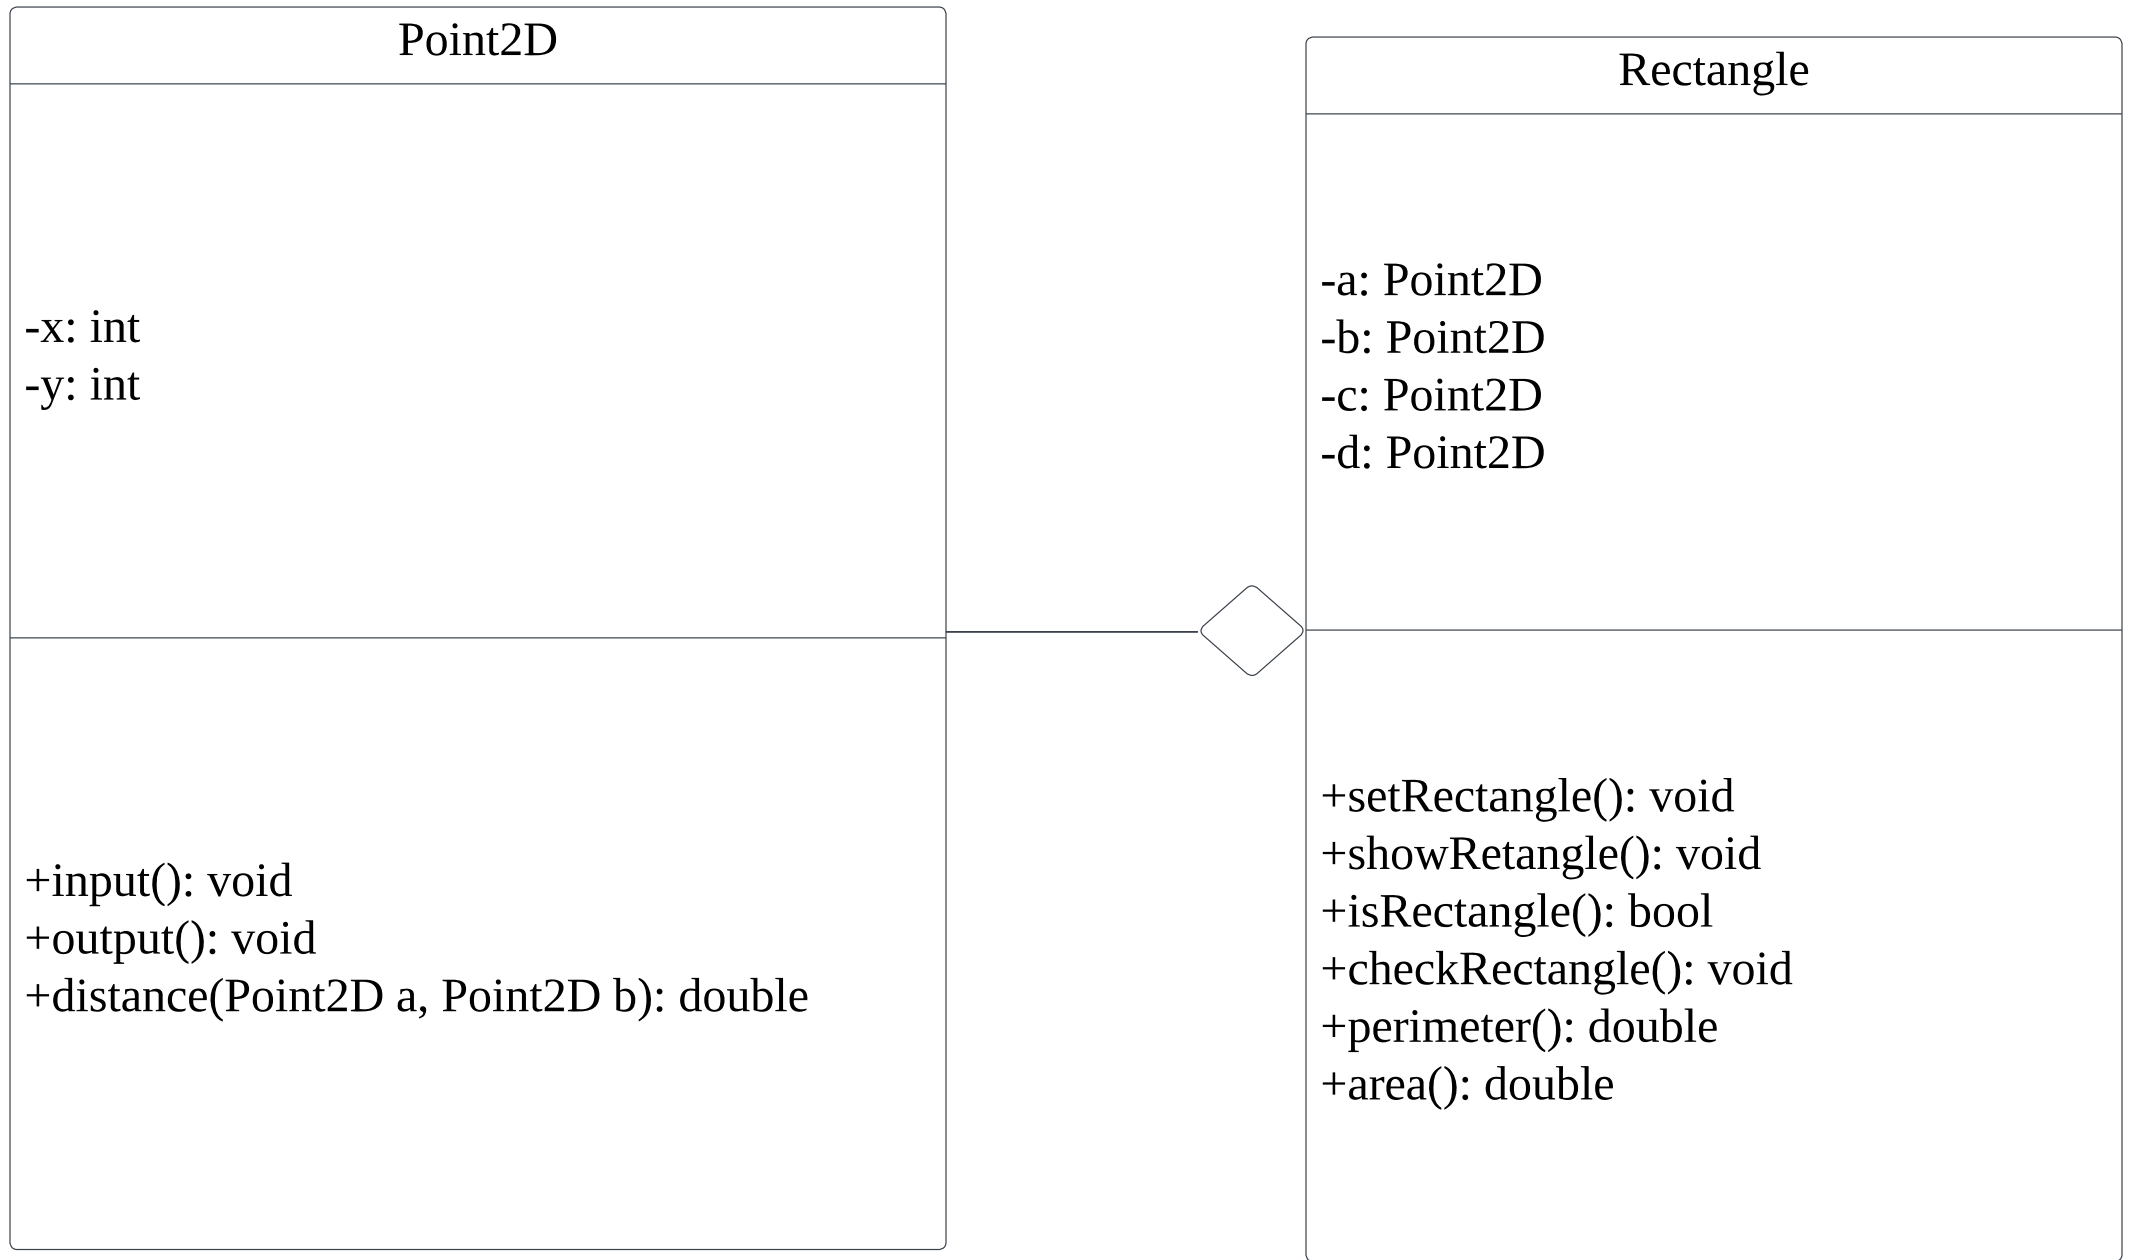 Point2D
-x: int
-y: int
+input(): void
+output(): void
+distance(Point2D a, Point2D b): double
Rectangle
-a: Point2D
-b: Point2D
-c: Point2D
-d: Point2D
+setRectangle(): void
+showRetangle(): void
+isRectangle(): bool
+checkRectangle(): void
+perimeter(): double
+area(): double